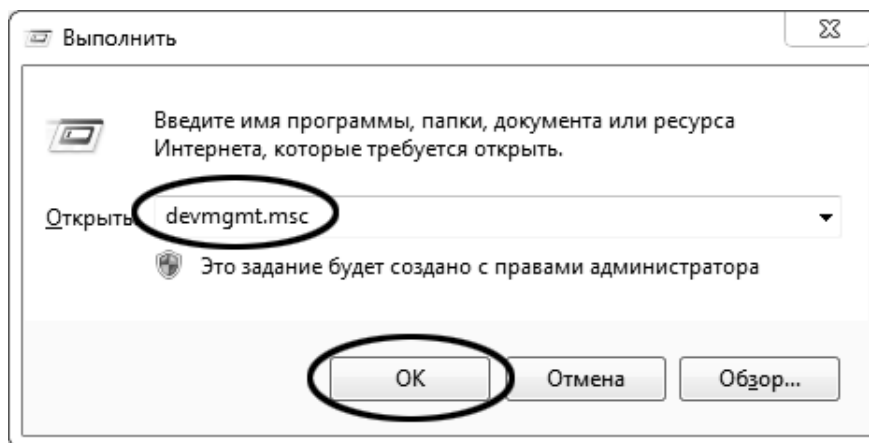 Выполнить
Введите имя программы, папки, документа или ресурса
Интернета, которые требуется открыть.
Открыть
devmgmt.msc
Это задание будет создано с правами администратора
OK
Отмена
Обзор...